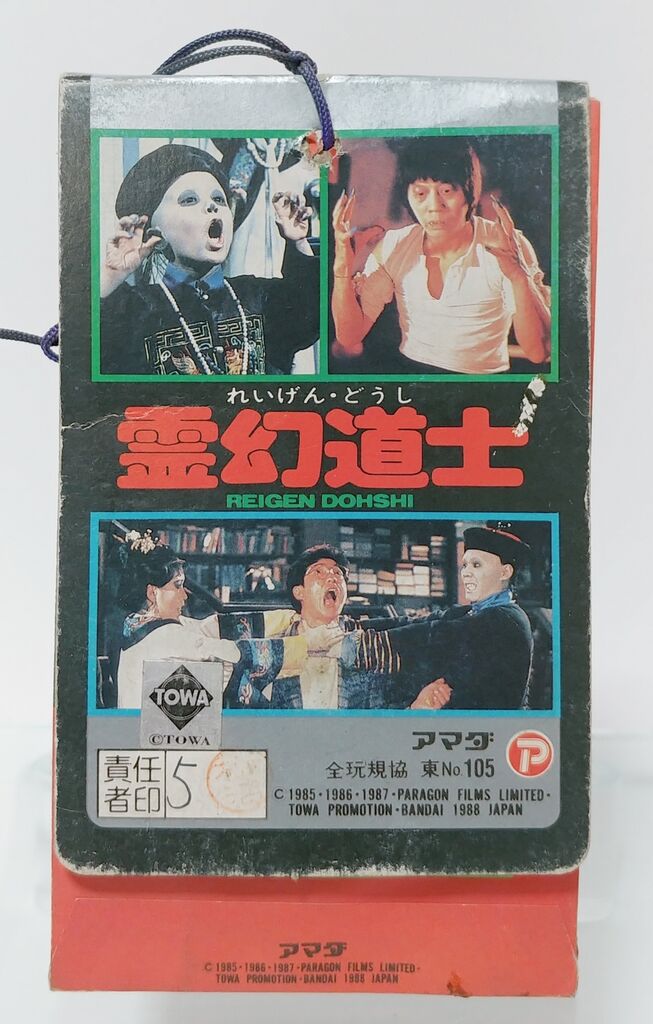 れいげん・どうし
霊幻道士
REIGEN DOHSHI
TOWA
©TOWA
アマダ
全玩規協 東No.105
P
責任者印
5
C 1985・1986・1987・PARAGON FILMS LIMITED・
TOWA PROMOTION・BANDAI 1988 JAPAN
アマダ
C 1985・1986・1987・PARAGON FILMS LIMITED・
TOWA PROMOTION・BANDAI 1988 JAPAN